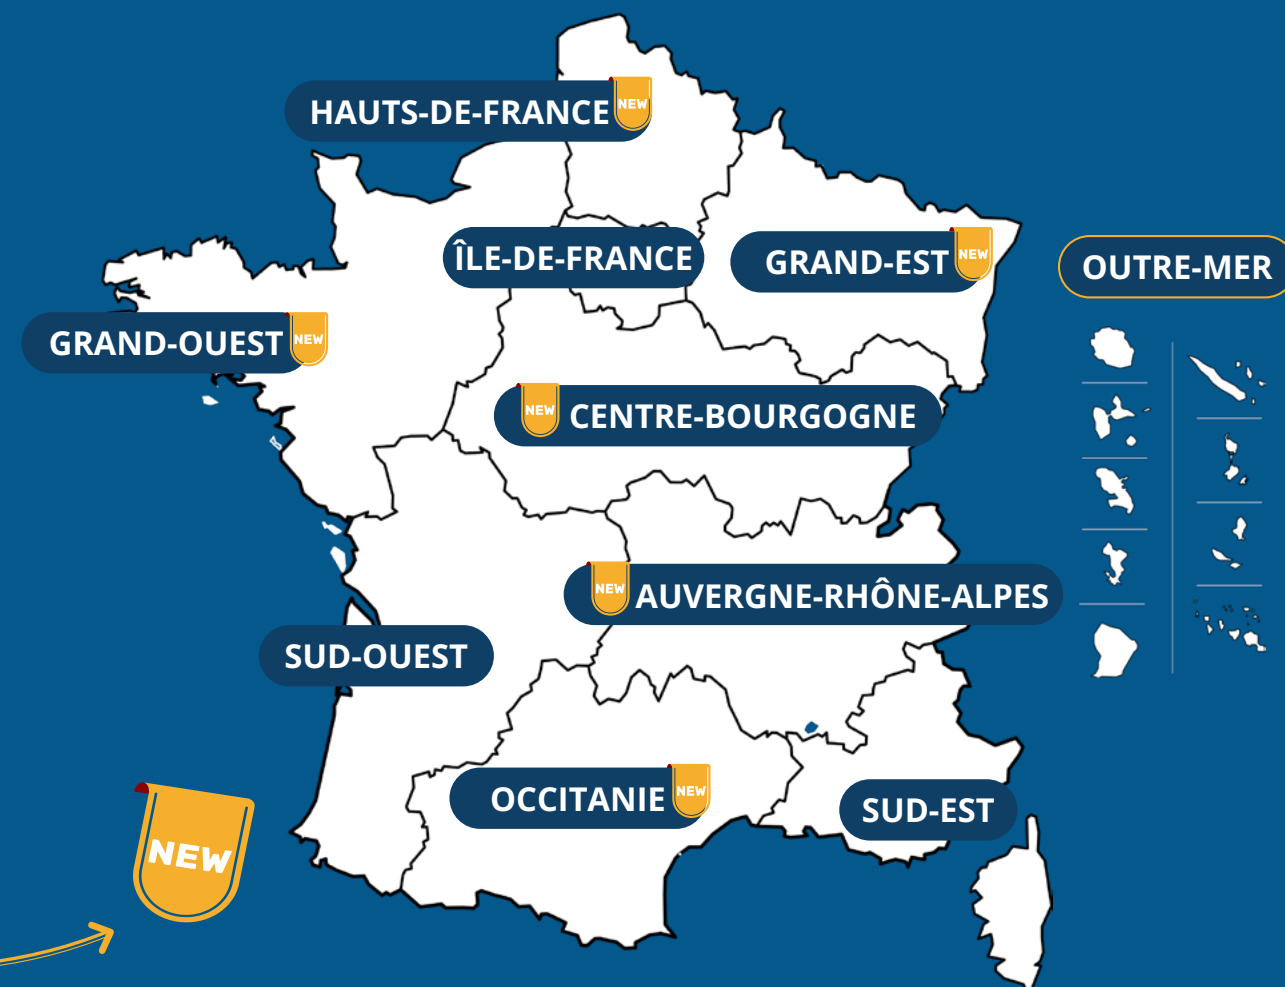 HAUTS-DE-FRANCE NEW
ÎLE-DE-FRANCE
GRAND-EST NEW
OUTRE-MER
GRAND-OUEST NEW
NEW CENTRE-BOURGOGNE
NEW AUVERGNE-RHÔNE-ALPES
SUD-OUEST
OCCITANIE NEW
SUD-EST
NEW